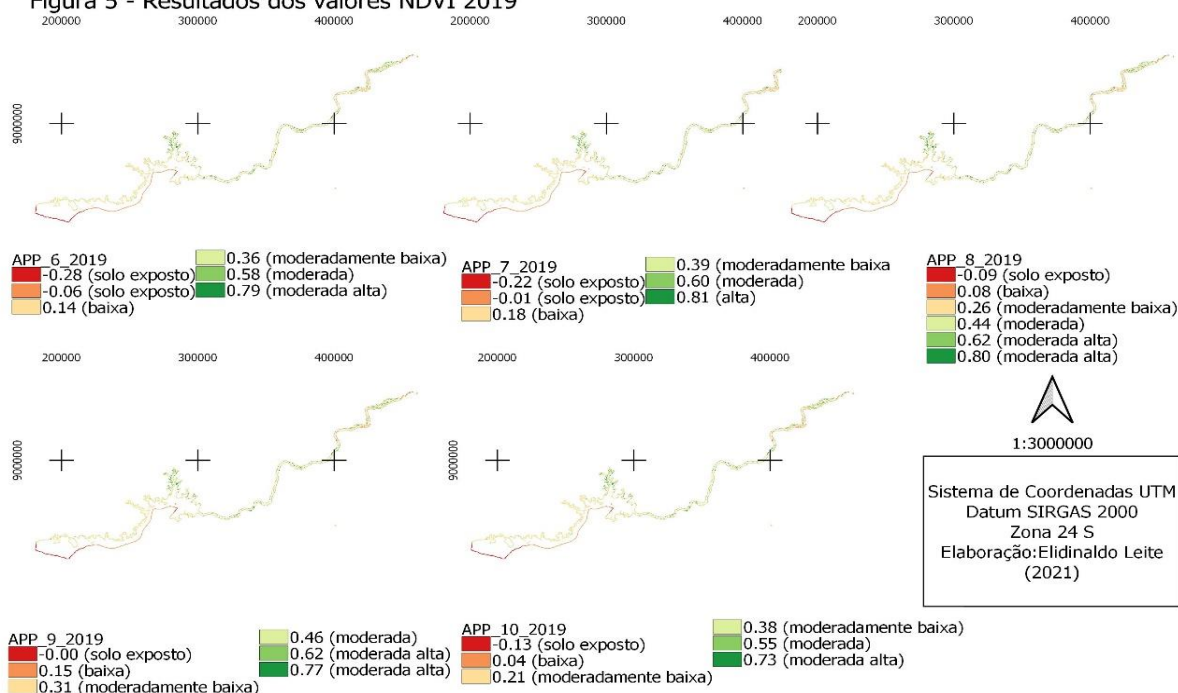 Figura 5 - Resultados dos valores NDVI 2019
200000 300000 400000
200000 300000 400000
200000 300000 400000
9000000
APP_6_2019
-0.28 (solo exposto)
-0.06 (solo exposto)
0.14 (baixa)
0.36 (moderadamente baixa)
0.58 (moderada)
0.79 (moderada alta)
APP_7_2019
-0.22 (solo exposto)
-0.01 (solo exposto)
0.18 (baixa)
0.39 (moderadamente baixa
0.60 (moderada)
0.81 (alta)
APP_8_2019
-0.09 (solo exposto)
0.08 (baixa)
0.26 (moderadamente baixa)
0.44 (moderada)
0.62 (moderada alta)
0.80 (moderada alta)
200000 300000 400000
200000 300000 400000
9000000
9000000
1:3000000
Sistema de Coordenadas UTM
Datum SIRGAS 2000
Zona 24 S
Elaboração:Elidinaldo Leite
(2021)
APP_9_2019
-0.00 (solo exposto)
0.15 (baixa)
0.31 (moderadamente baixa)
0.46 (moderada)
0.62 (moderada alta)
0.77 (moderada alta)
APP_10_2019
-0.13 (solo exposto)
0.04 (baixa)
0.21 (moderadamente baixa)
0.38 (moderadamente baixa)
0.55 (moderada)
0.73 (moderada alta)